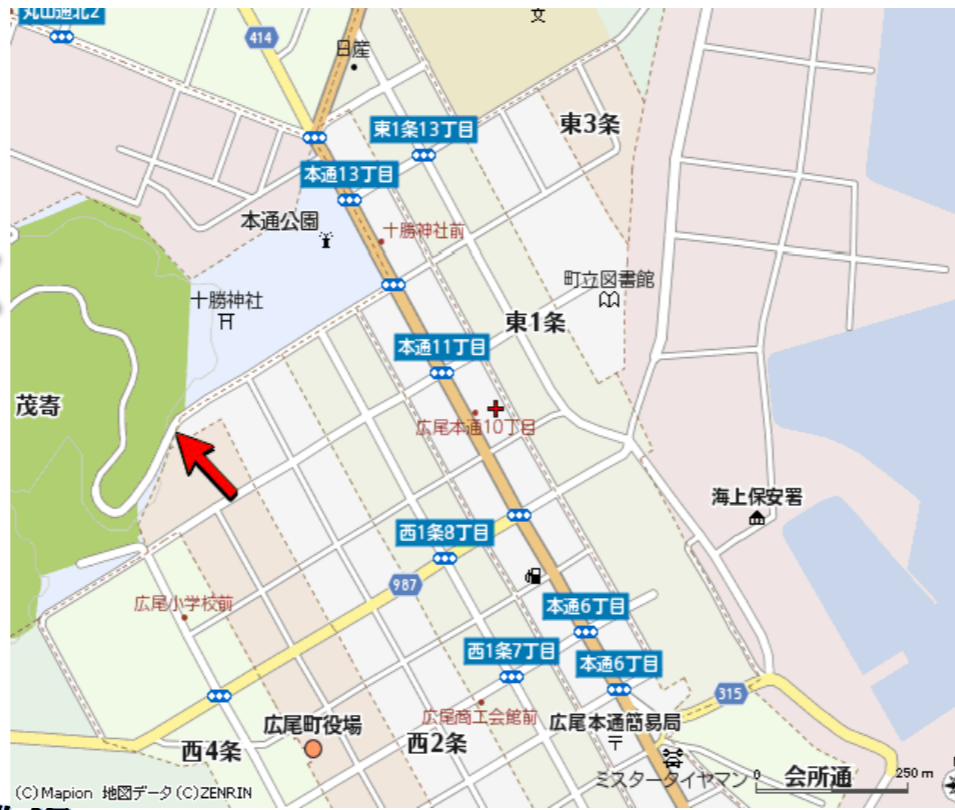 丸山通北2
414
日産
文
東1条13丁目
東3条
本通13丁目
本通公園
十勝神社前
十勝神社
町立図書館
東1条
本通11丁目
茂寄
広尾本通10丁目
海上保安署
西1条8丁目
987
広尾小学校前
本通6丁目
西1条7丁目
本通6丁目
315
広尾商工会館前
広尾本通簡易局
広尾町役場
西2条
西4条
ミスタータイヤマン
会所通
0
250 m
(C)Mapion 地図データ (C)ZENRIN